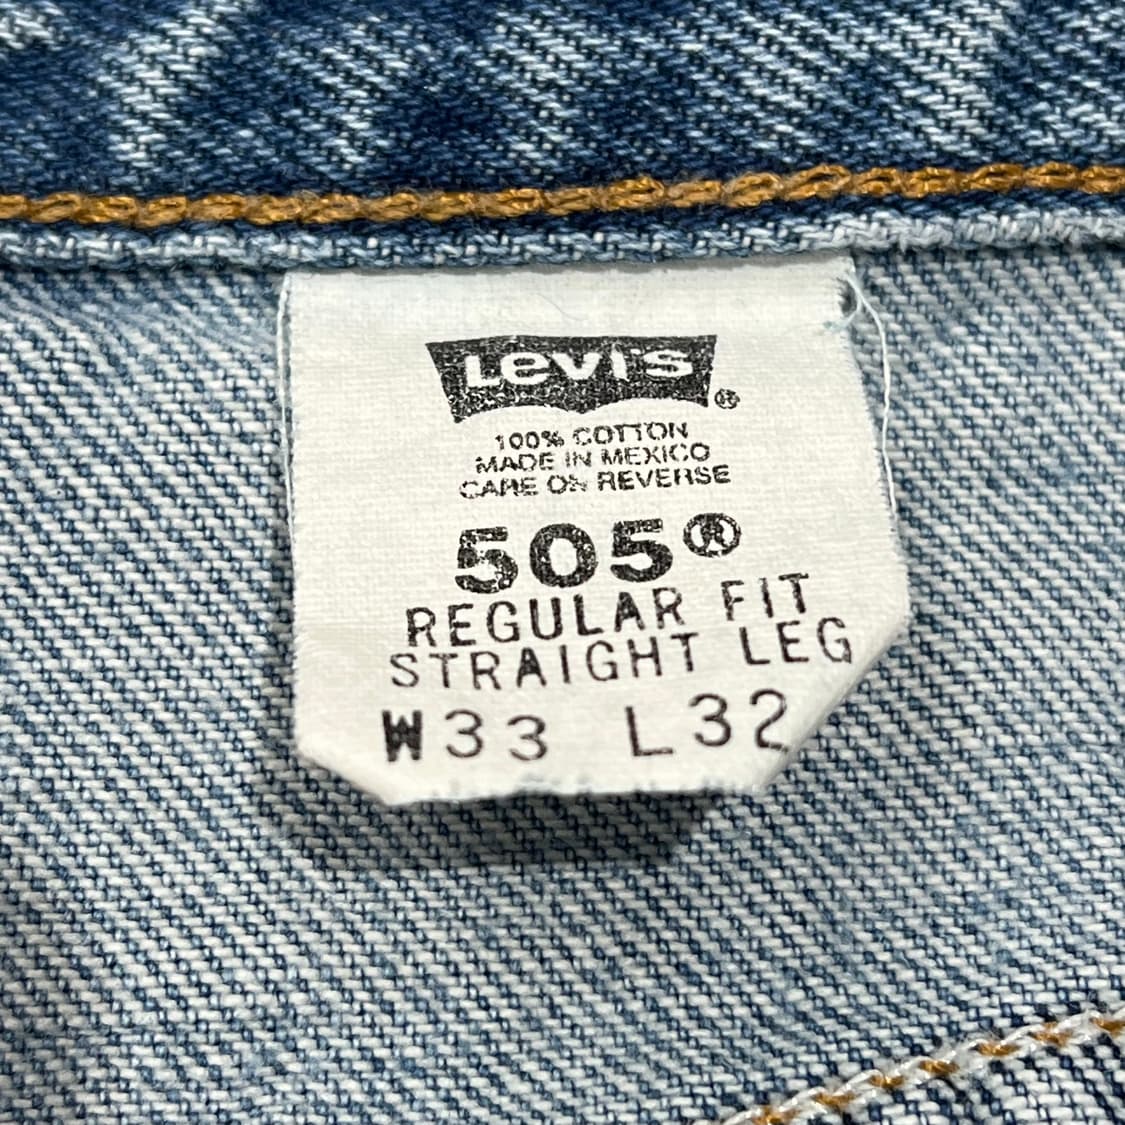 Levi's®
100% COTTON
MADE IN MEXICO
CARE ON REVERSE
505®
REGULAR FIT
STRAIGHT LEG
W33 L32